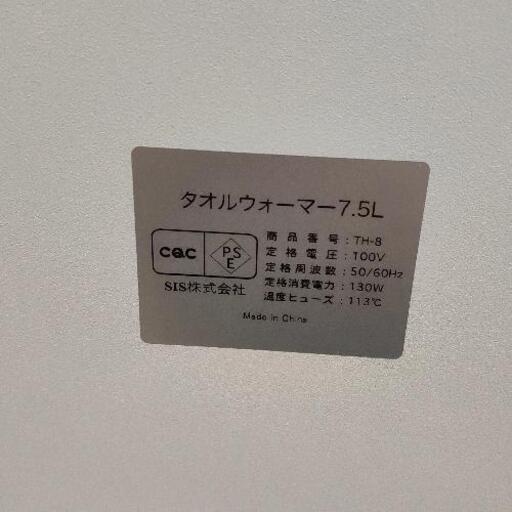 タオルウォーマー7.5L
cqc
PSE
SIS株式会社
商品番号:TH-8
定格電圧:100V
定格周波数:50/60Hz
定格消費電力:130W
温度ヒューズ:113℃
Made in China